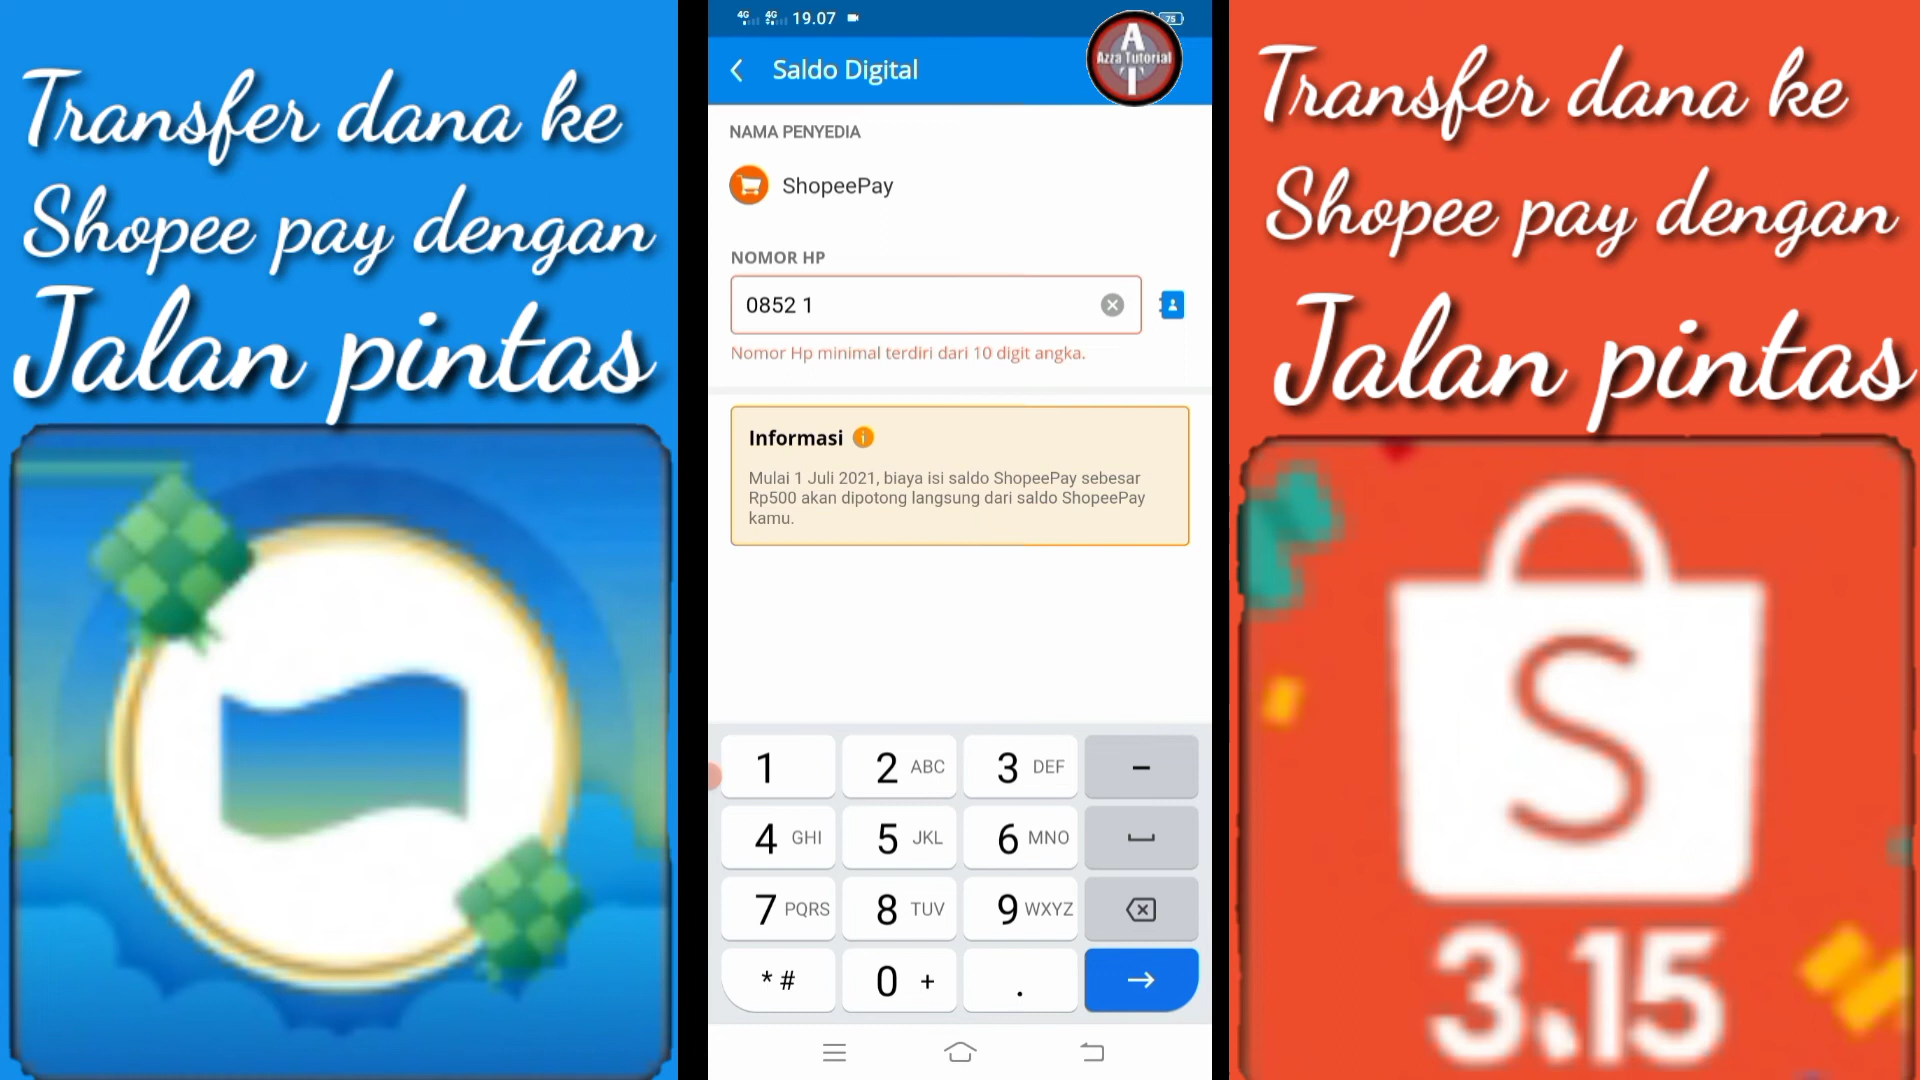 Transfer dana ke
Shopee pay dengan
Jalan pintas
4G 4G 19.07 75
Saldo Digital
A
Azza Tutorial
T
NAMA PENYEDIA
ShopeePay
NOMOR HP
0852 1
Nomor Hp minimal terdiri dari 10 digit angka.
Informasi
Mulai 1 Juli 2021, biaya isi saldo ShopeePay sebesar
Rp500 akan dipotong langsung dari saldo ShopeePay
kamu.
1 2 ABC 3 DEF -
4 GHI 5 JKL 6 MNO
7 PQRS 8 TUV 9 WXYZ
* # 0 + .
Transfer dana ke
Shopee pay dengan
Jalan pintas
S
3.15